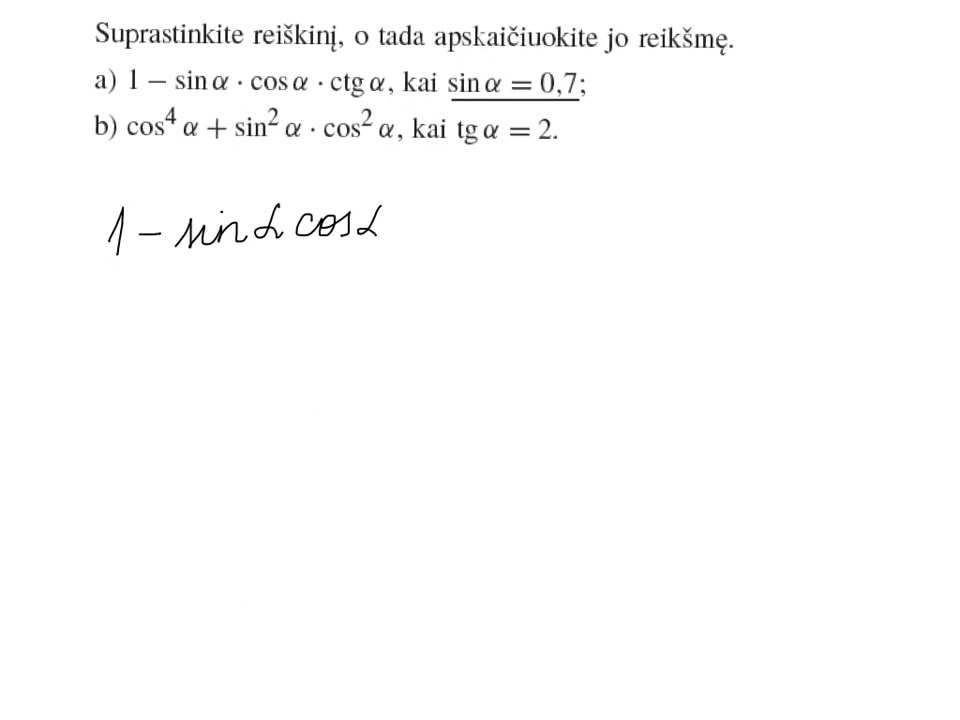 Suprastinkite reiškinį, o tada apskaičiuokite jo reikšmę.
a) 1 − sin α · cos α · ctg α, kai sin α = 0,7;
b) cos⁴ α + sin² α · cos² α, kai tg α = 2.
1 − sin α cos α